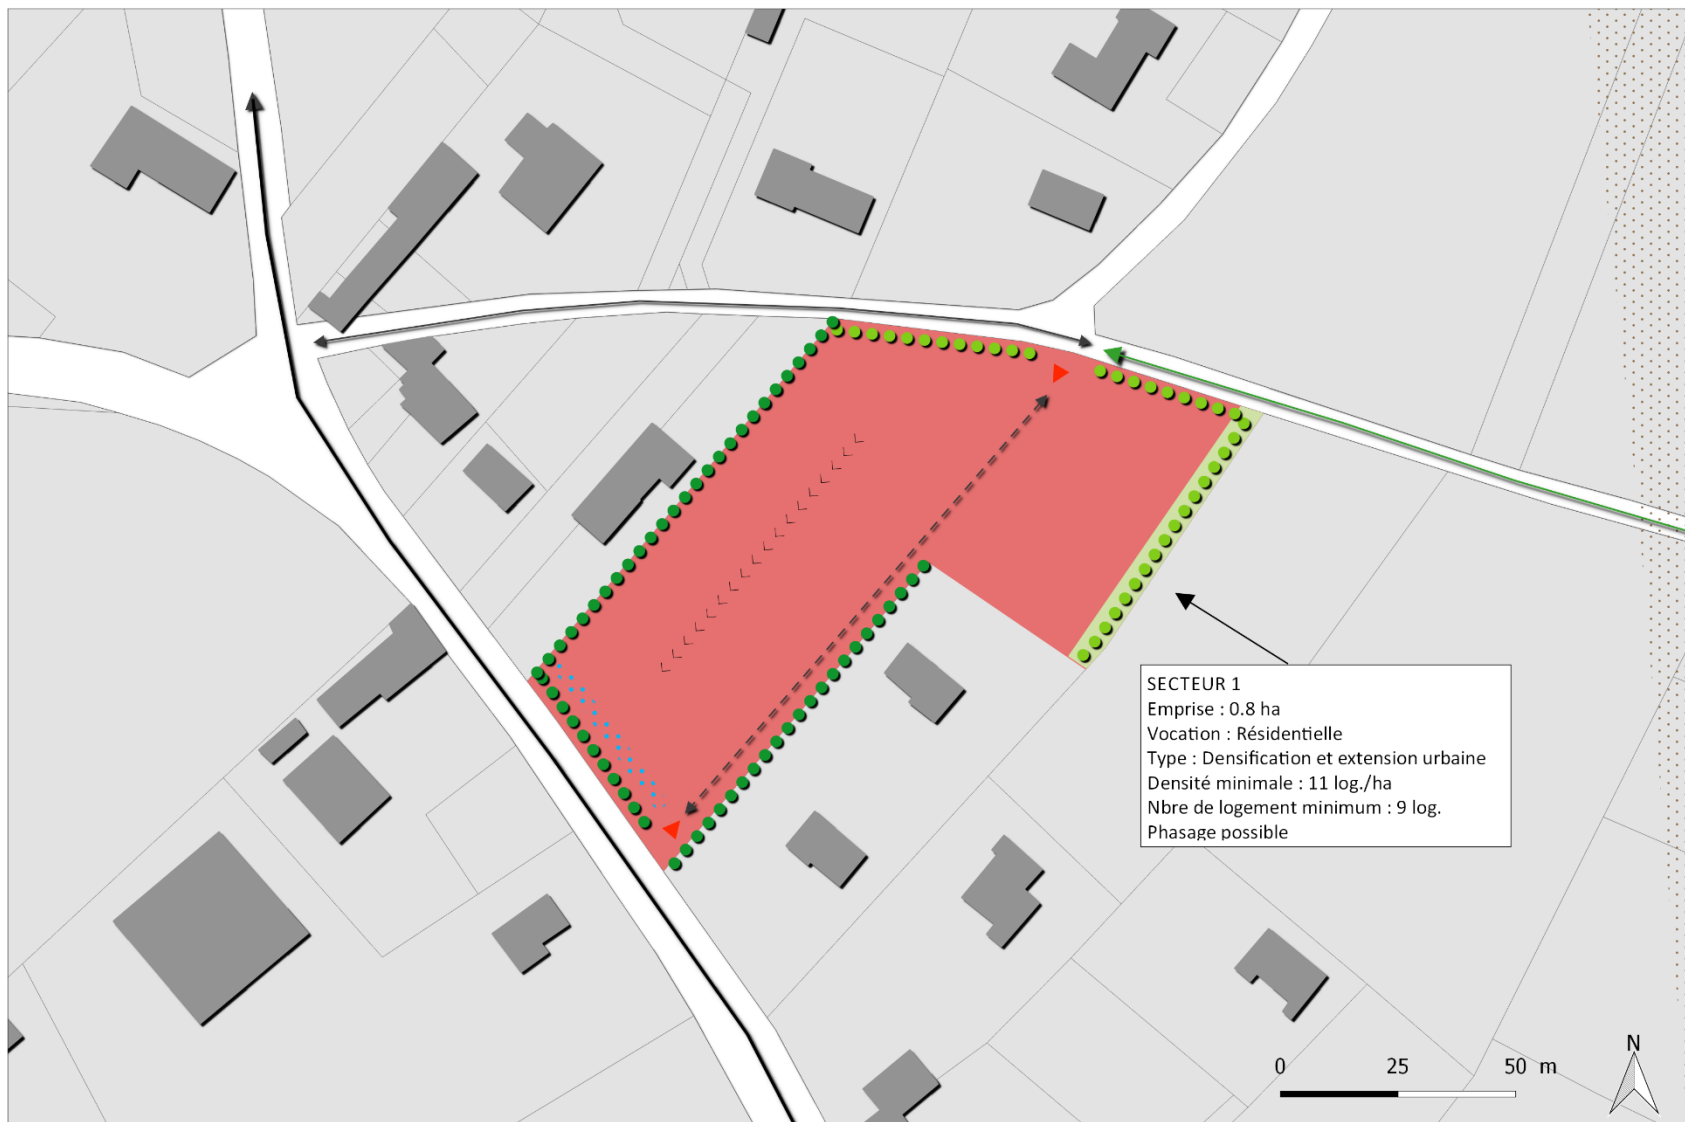 SECTEUR 1
Emprise : 0.8 ha
Vocation : Résidentielle
Type : Densification et extension urbaine
Densité minimale : 11 log./ha
Nbre de logement minimum : 9 log.
Phasage possible
N
0 25 50 m